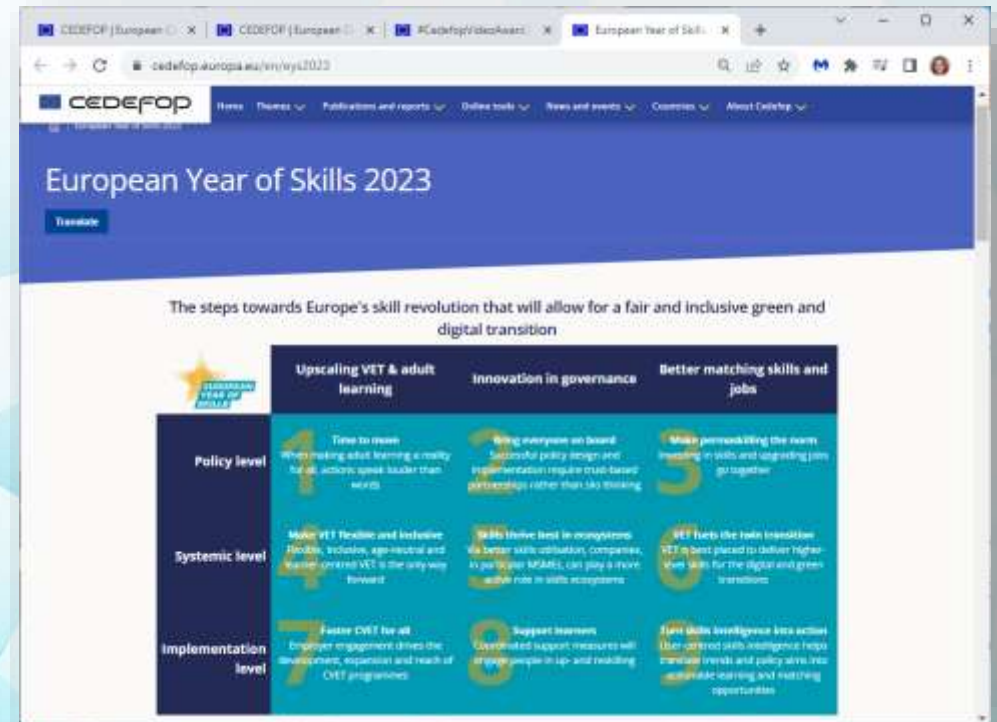 CEDEFOP | European
CEDEFOP | European
#CedefopVideoAward
European Year of Skills
cedefop.europa.eu/en/eys2023
CEDEFOP
Home Themes Publications and reports Online tools News and events Countries About Cedefop
European Year of Skills 2023
European Year of Skills 2023
Translate
The steps towards Europe's skill revolution that will allow for a fair and inclusive green and
digital transition
EUROPEAN
YEAR OF
SKILLS
Upscaling VET & adult
learning
Innovation in governance
Better matching skills and
jobs
Policy level
1
Time to move
When making adult learning a reality
for all, actions speak louder than
words
2
Bring everyone on board
Successful policy design and
implementation require trust-based
partnerships rather than silo thinking
3
Make permaskilling the norm
Investing in skills and upgrading jobs
go together
Systemic level
4
Make VET flexible and inclusive
Flexible, inclusive, age-neutral and
learner-centred VET is the only way
forward
5
Skills thrive best in ecosystems
Via better skills utilisation, companies,
in particular MSMEs, can play a more
active role in skills ecosystems
6
VET fuels the twin transition
VET is best placed to deliver higher-
level skills for the digital and green
transitions
Implementation
level
7
Foster CVET for all
Employer engagement drives the
development, expansion and reach of
CVET programmes
8
Support learners
Coordinated support measures will
engage people in up- and reskilling
9
Turn skills intelligence into action
User-centred skills intelligence helps
translate trends and policy aims into
learning and matching
opportunities